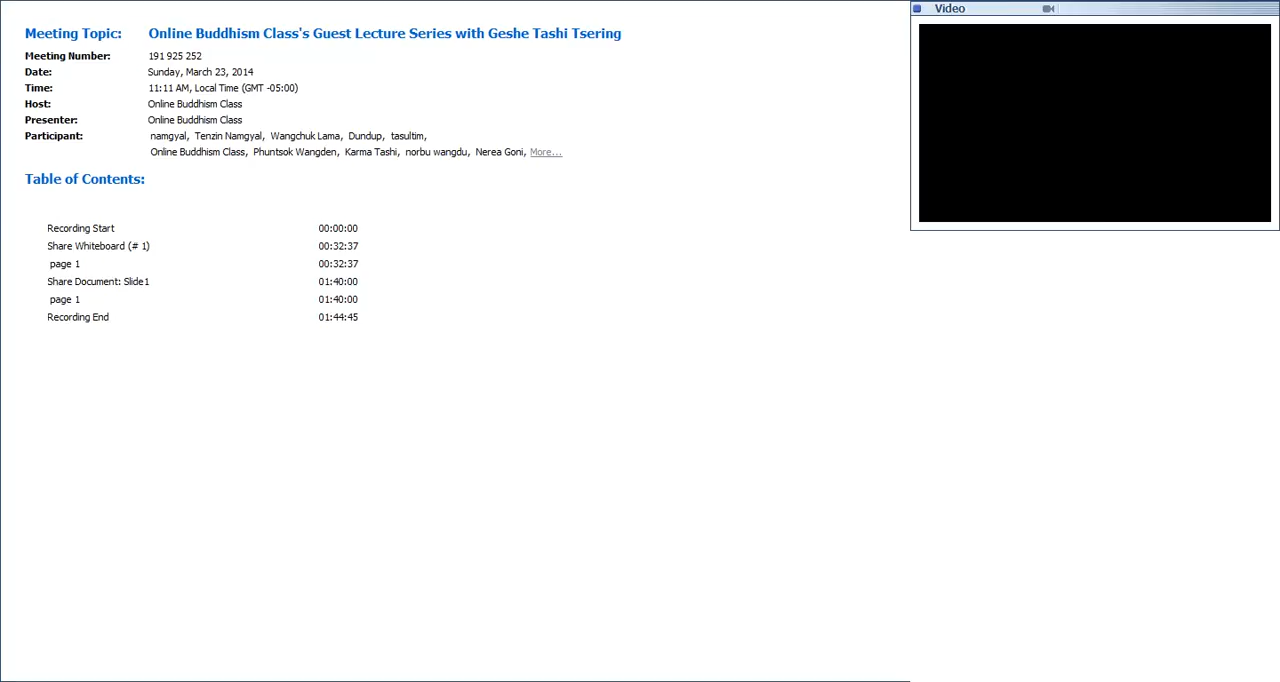 Meeting Topic: Online Buddhism Class's Guest Lecture Series with Geshe Tashi Tsering
Meeting Number: 191 925 252
Date: Sunday, March 23, 2014
Time: 11:11 AM, Local Time (GMT -05:00)
Host: Online Buddhism Class
Presenter: Online Buddhism Class
Participant: namgyal, Tenzin Namgyal, Wangchuk Lama, Dundup, tasultim,
Online Buddhism Class, Phuntsok Wangden, Karma Tashi, norbu wangdu, Nerea Goni, More...
Table of Contents:
Recording Start 00:00:00
Share Whiteboard (# 1) 00:32:37
page 1 00:32:37
Share Document: Slide1 01:40:00
page 1 01:40:00
Recording End 01:44:45
Video